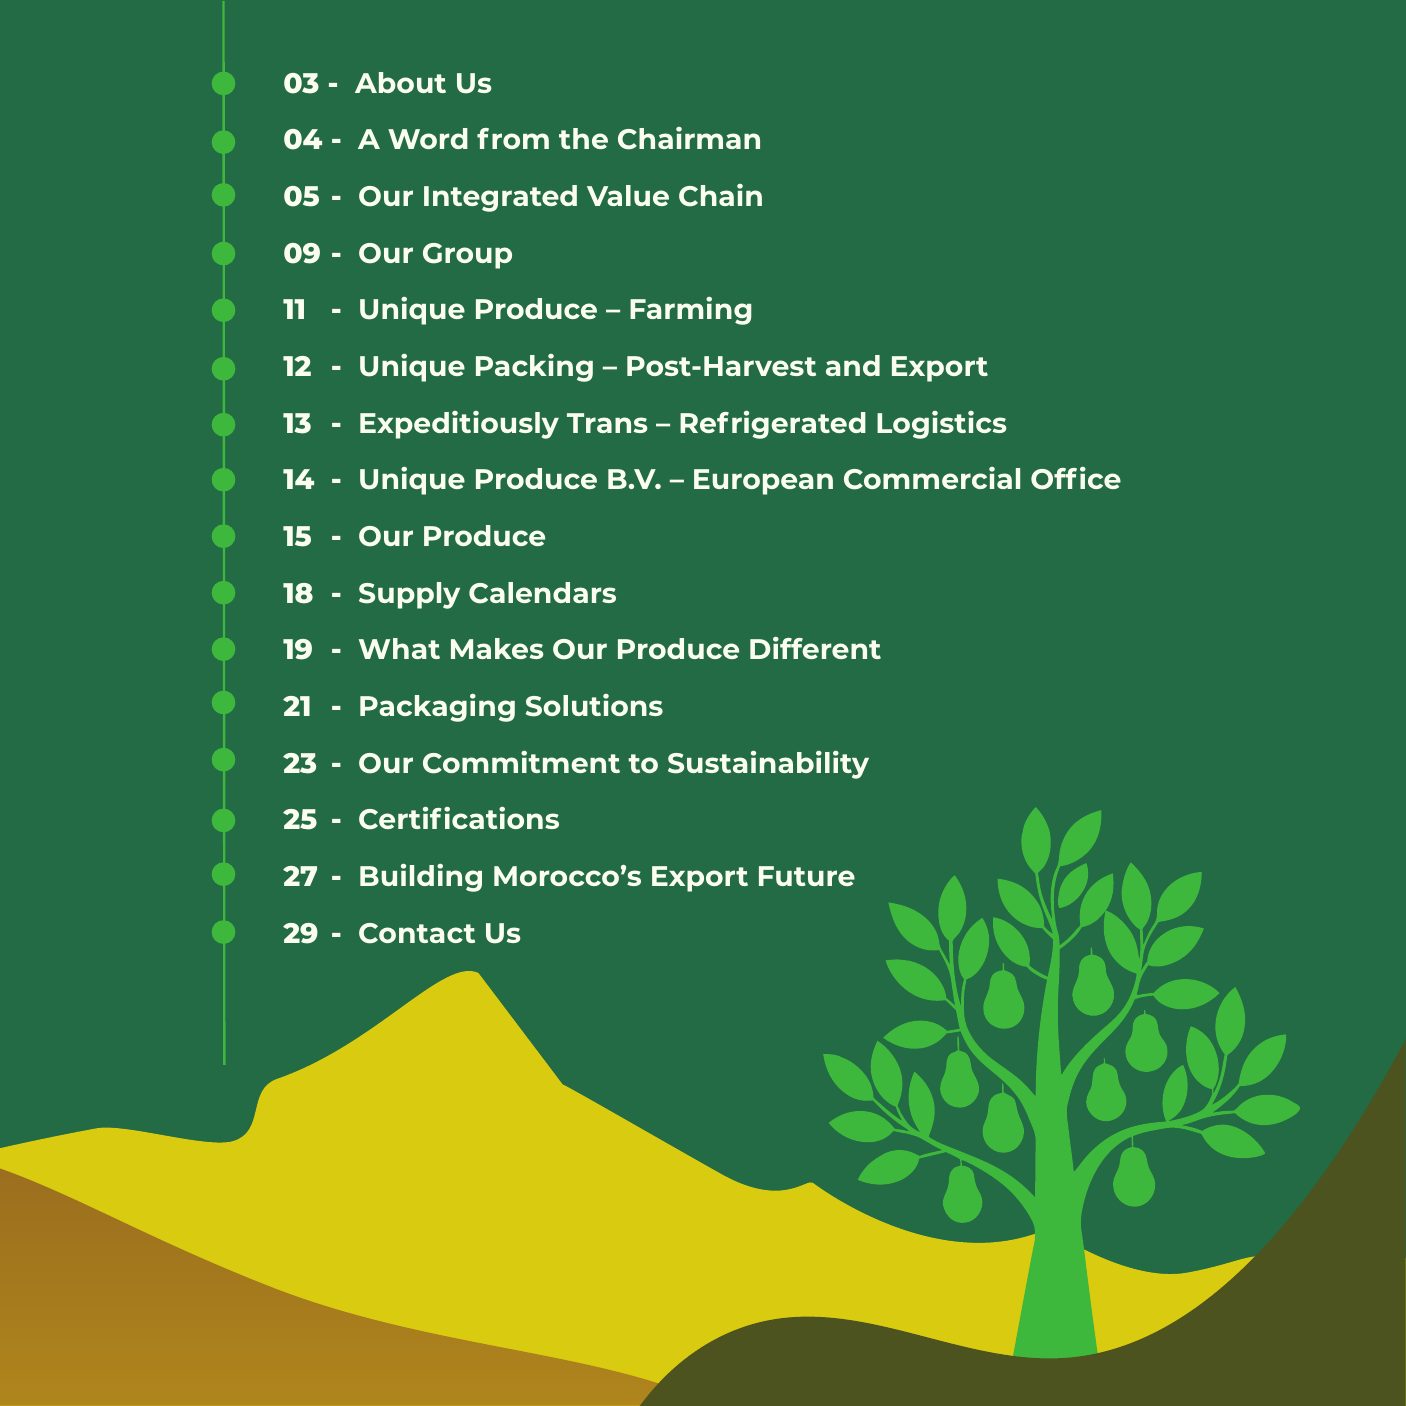 03 - About Us
04 - A Word from the Chairman
05 - Our Integrated Value Chain
09 - Our Group
11 - Unique Produce – Farming
12 - Unique Packing – Post-Harvest and Export
13 - Expeditiously Trans – Refrigerated Logistics
14 - Unique Produce B.V. – European Commercial Office
15 - Our Produce
18 - Supply Calendars
19 - What Makes Our Produce Different
21 - Packaging Solutions
23 - Our Commitment to Sustainability
25 - Certifications
27 - Building Morocco’s Export Future
29 - Contact Us